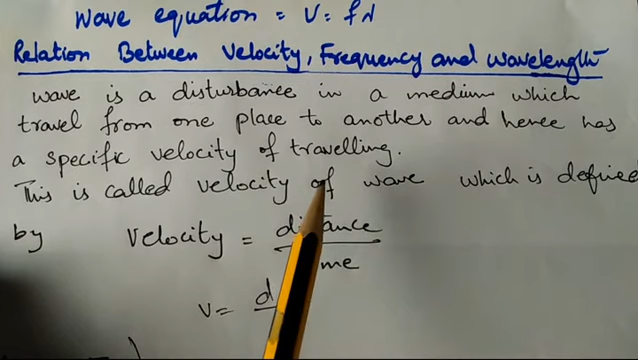 Wave equation = V = fλ
Relation Between Velocity, Frequency and wavelength
Wave is a disturbance in a medium which
travel from one place to another and hence has
a specific velocity of travelling.
This is called velocity of wave which is define
by Velocity = distance
me
v = d